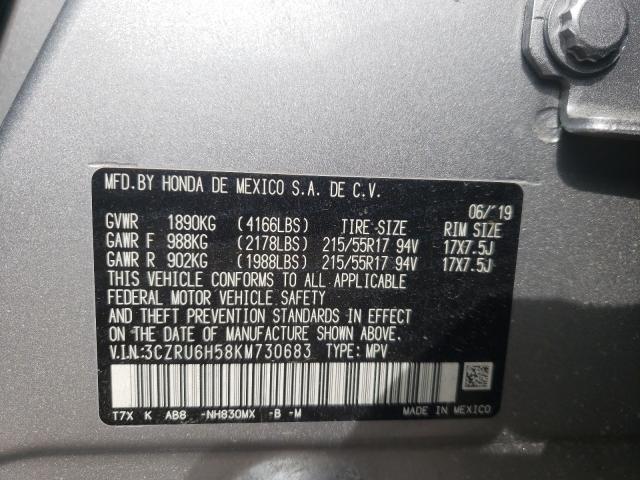 MFD.BY HONDA DE MEXICO S.A. DE C.V.
06/'19
GVWR 1890KG (4166LBS) TIRE-SIZE RIM SIZE
GAWR F 988KG (2178LBS) 215/55R17 94V 17X7.5J
GAWR R 902KG (1988LBS) 215/55R17 94V 17X7.5J
THIS VEHICLE CONFORMS TO ALL APPLICABLE
FEDERAL MOTOR VEHICLE SAFETY
AND THEFT PREVENTION STANDARDS IN EFFECT
ON THE DATE OF MANUFACTURE SHOWN ABOVE.
V.I.N.:3CZRU6H58KM730683 TYPE: MPV
T7X K AB8 -NH830MX -B -M
MADE IN MEXICO